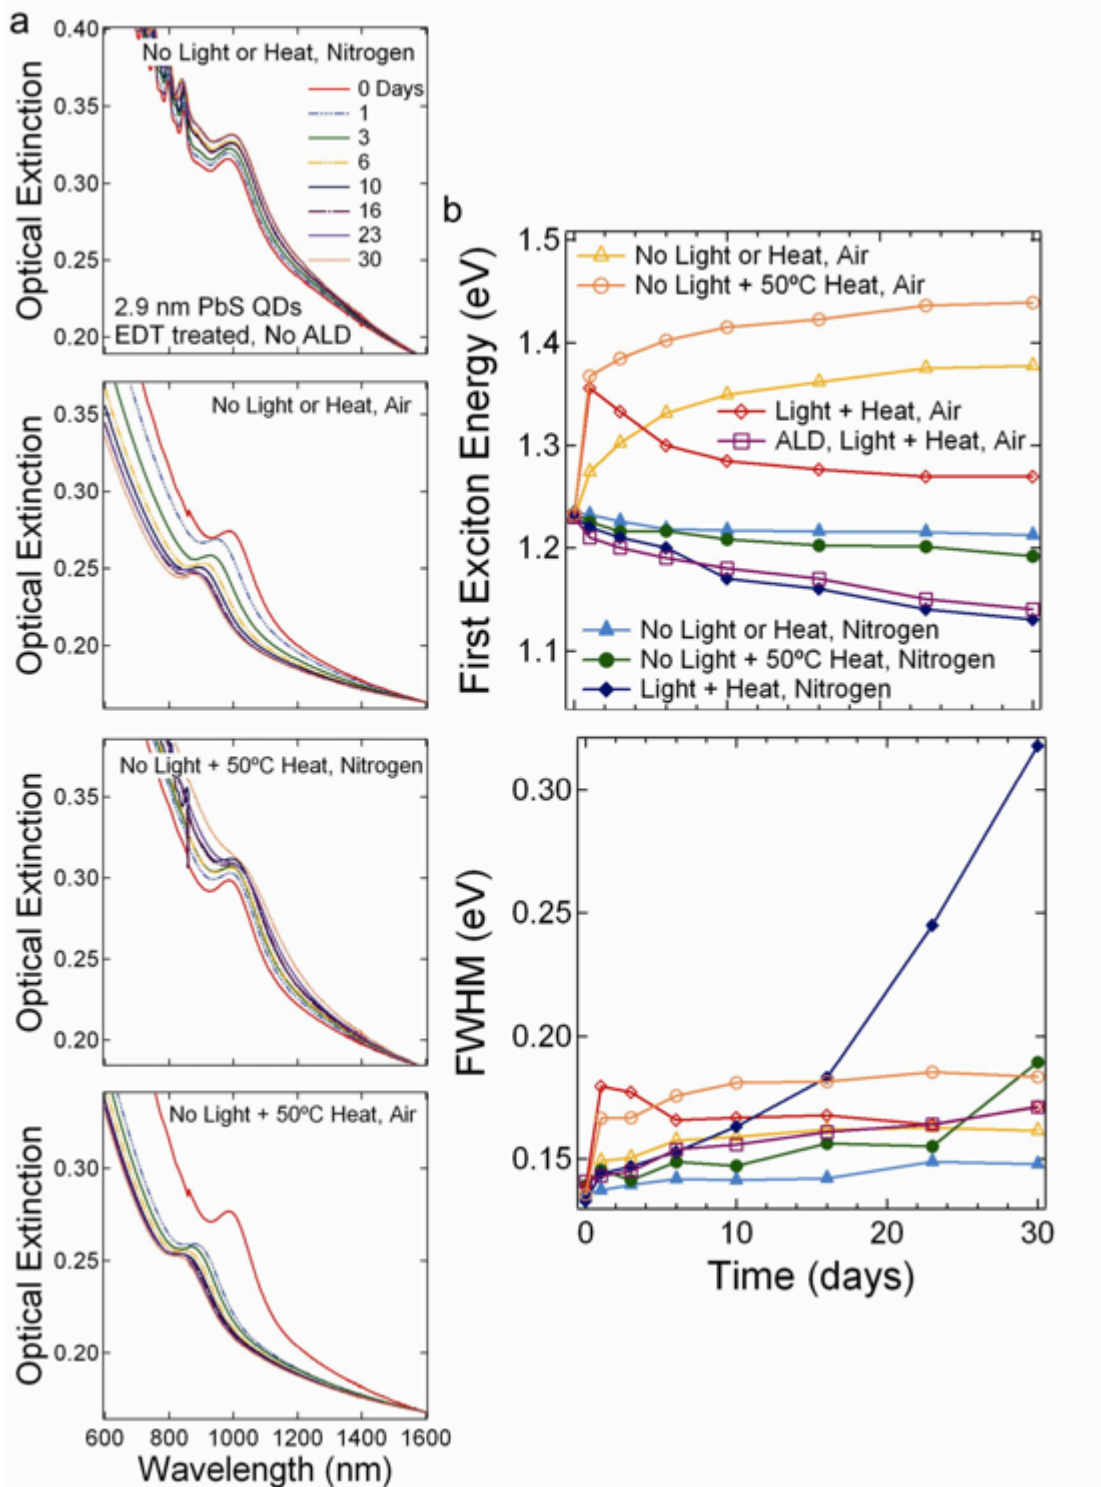 a
Optical Extinction
0.40
0.35
0.30
0.25
0.20
No Light or Heat, Nitrogen
0 Days
1
3
6
10
16
23
30
2.9 nm PbS QDs
EDT treated, No ALD
Optical Extinction
0.35
0.30
0.25
0.20
No Light or Heat, Air
Optical Extinction
0.35
0.30
0.25
0.20
No Light + 50ºC Heat, Nitrogen
Optical Extinction
0.30
0.25
0.20
No Light + 50ºC Heat, Air
600 800 1000 1200 1400 1600
Wavelength (nm)
b
First Exciton Energy (eV)
1.5
1.4
1.3
1.2
1.1
No Light or Heat, Air
No Light + 50ºC Heat, Air
Light + Heat, Air
ALD, Light + Heat, Air
No Light or Heat, Nitrogen
No Light + 50ºC Heat, Nitrogen
Light + Heat, Nitrogen
FWHM (eV)
0.30
0.25
0.20
0.15
0 10 20 30
Time (days)